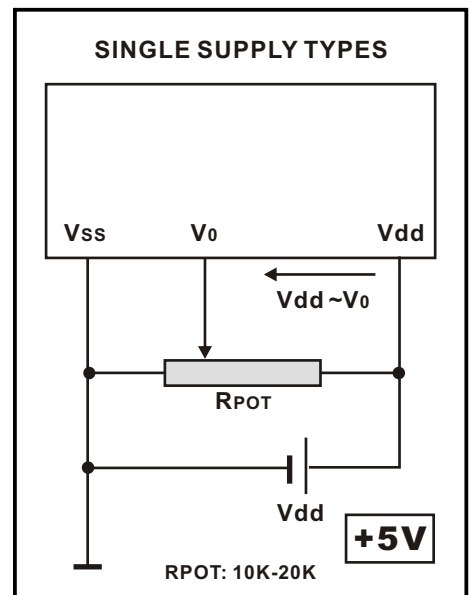 SINGLE SUPPLY TYPES
Vss V0 Vdd
Vdd ~V0
RPOT
Vdd
+5V
RPOT: 10K-20K